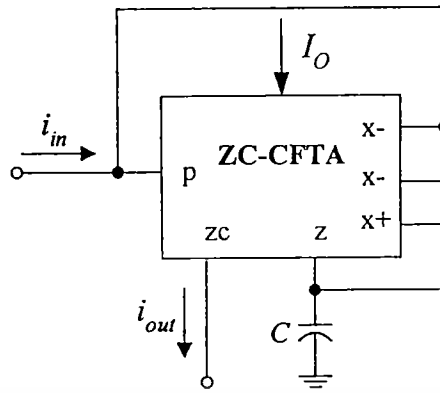 I_O
i_in
ZC-CFTA
x-
p
x-
x+
zc
z
i_out
C